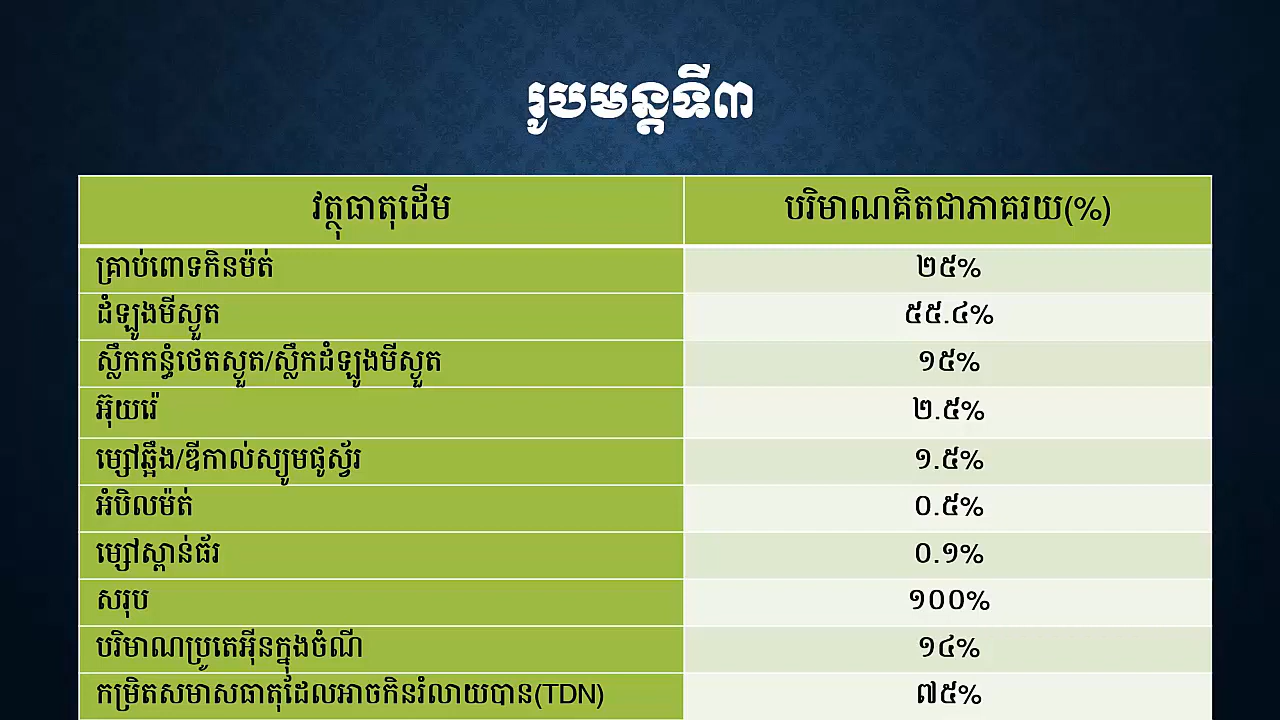 រូបមន្តទី៣
វត្ថុធាតុដើម	បរិមាណគិតជាភាគរយ(%)
គ្រាប់ពោទកិនម៉ត់	២៥%
ដំឡូងមីស្ងួត	៥៥.៤%
ស្លឹកកន្ធំថេតស្ងួត/ស្លឹកដំឡូងមីស្ងួត	១៥%
អ៊ុយរ៉េ	២.៥%
ម្សៅឆ្អឹង/ឌីកាល់ស្យូមផូស្វ័រ	១.៥%
អំបិលម៉ត់	០.៥%
ម្សៅស្ពាន់ធ័រ	០.១%
សរុប	១០០%
បរិមាណប្រូតេអ៊ីនក្នុងចំណី	១៤%
កម្រិតសមាសធាតុដែលអាចកិនរំលាយបាន(TDN)	៧៥%